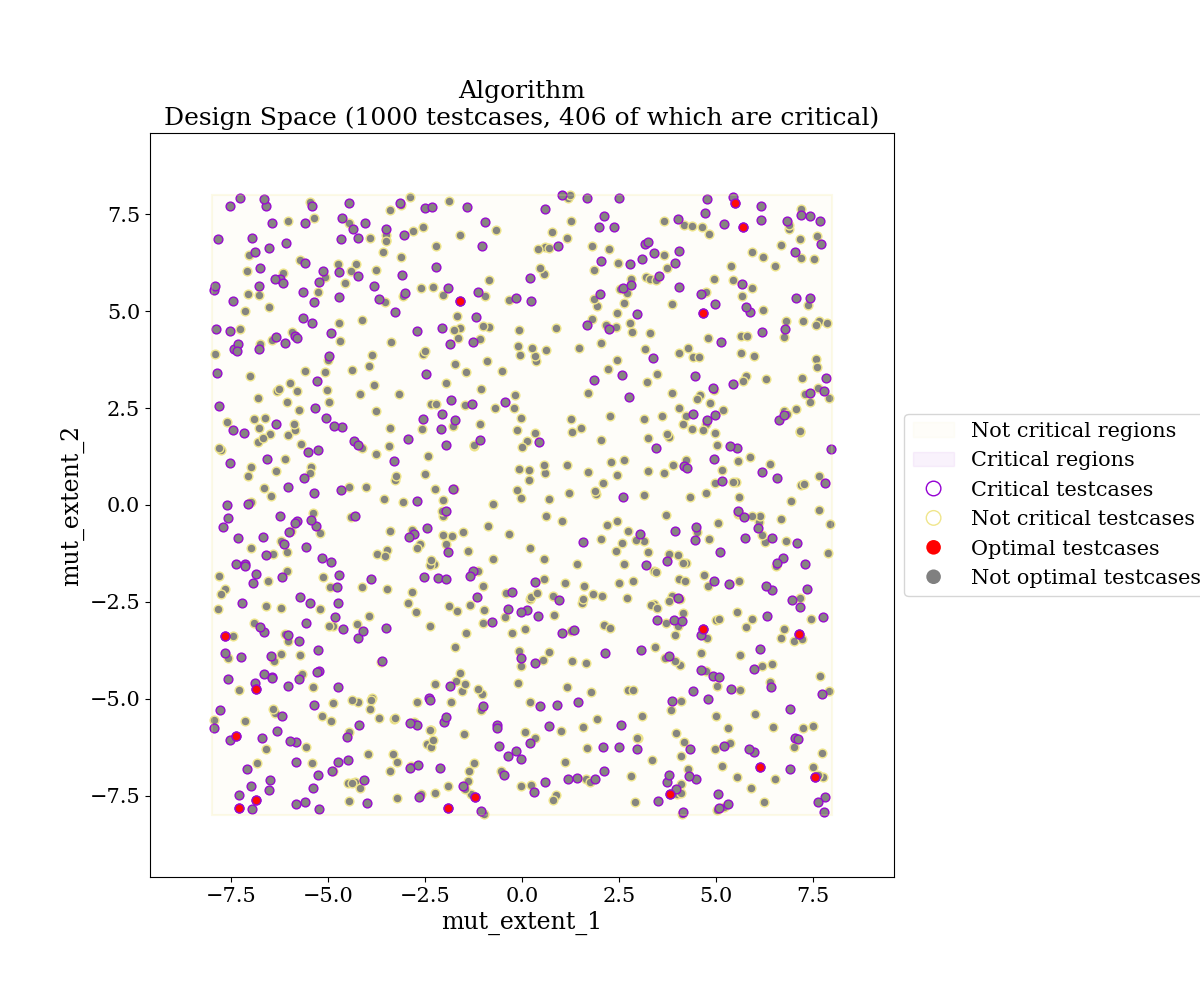 Algorithm
Design Space (1000 testcases, 406 of which are critical)
7.5
5.0
2.5
0.0
−2.5
−5.0
−7.5
mut_extent_2
−7.5 −5.0 −2.5 0.0 2.5 5.0 7.5
mut_extent_1
Not critical regions
Critical regions
Critical testcases
Not critical testcases
Optimal testcases
Not optimal testcases